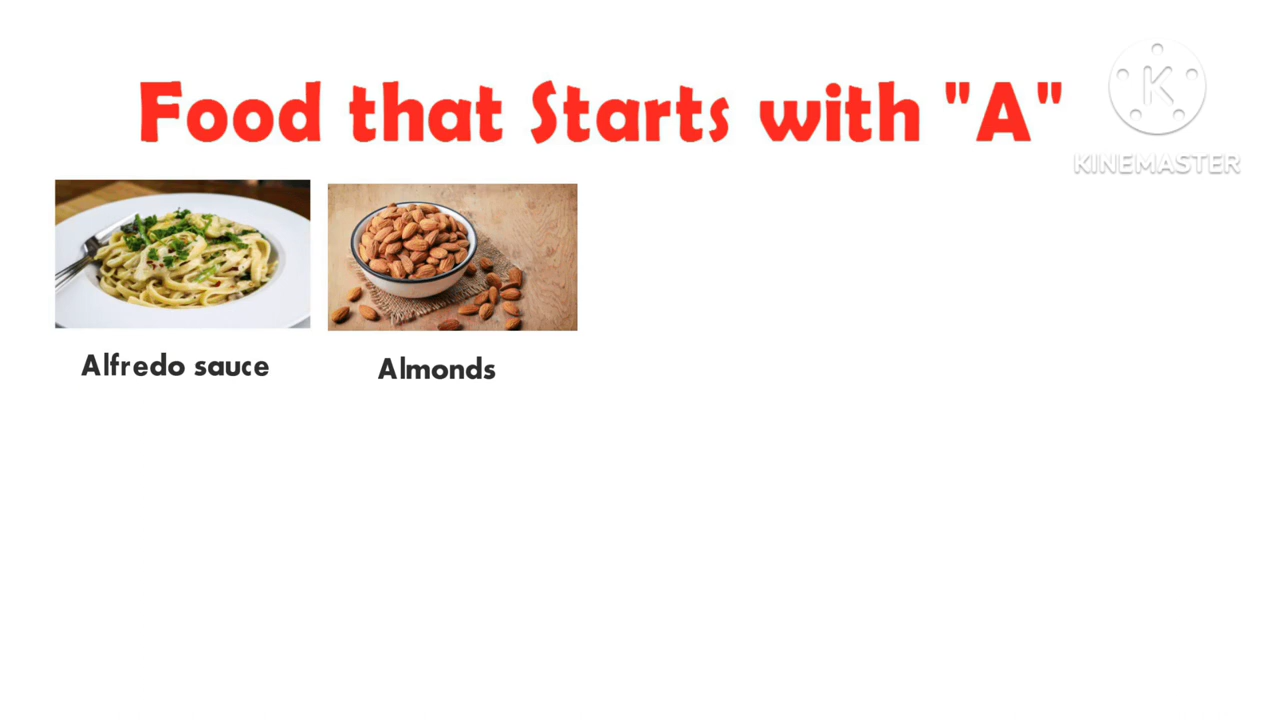 Food that Starts with "A"
K
KINEMASTER
Alfredo sauce
Almonds